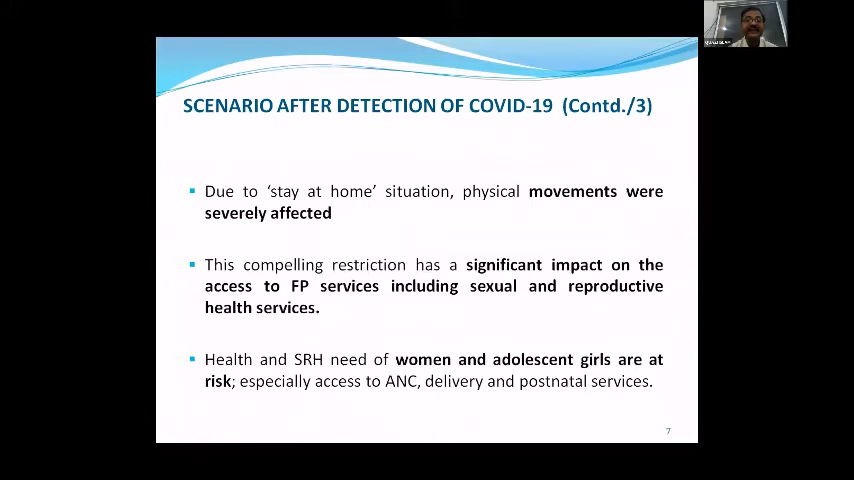 SCENARIO AFTER DETECTION OF COVID-19 (Contd./3)
Due to ‘stay at home’ situation, physical movements were
severely affected
This compelling restriction has a significant impact on the
access to FP services including sexual and reproductive
health services.
Health and SRH need of women and adolescent girls are at
risk; especially access to ANC, delivery and postnatal services.
7